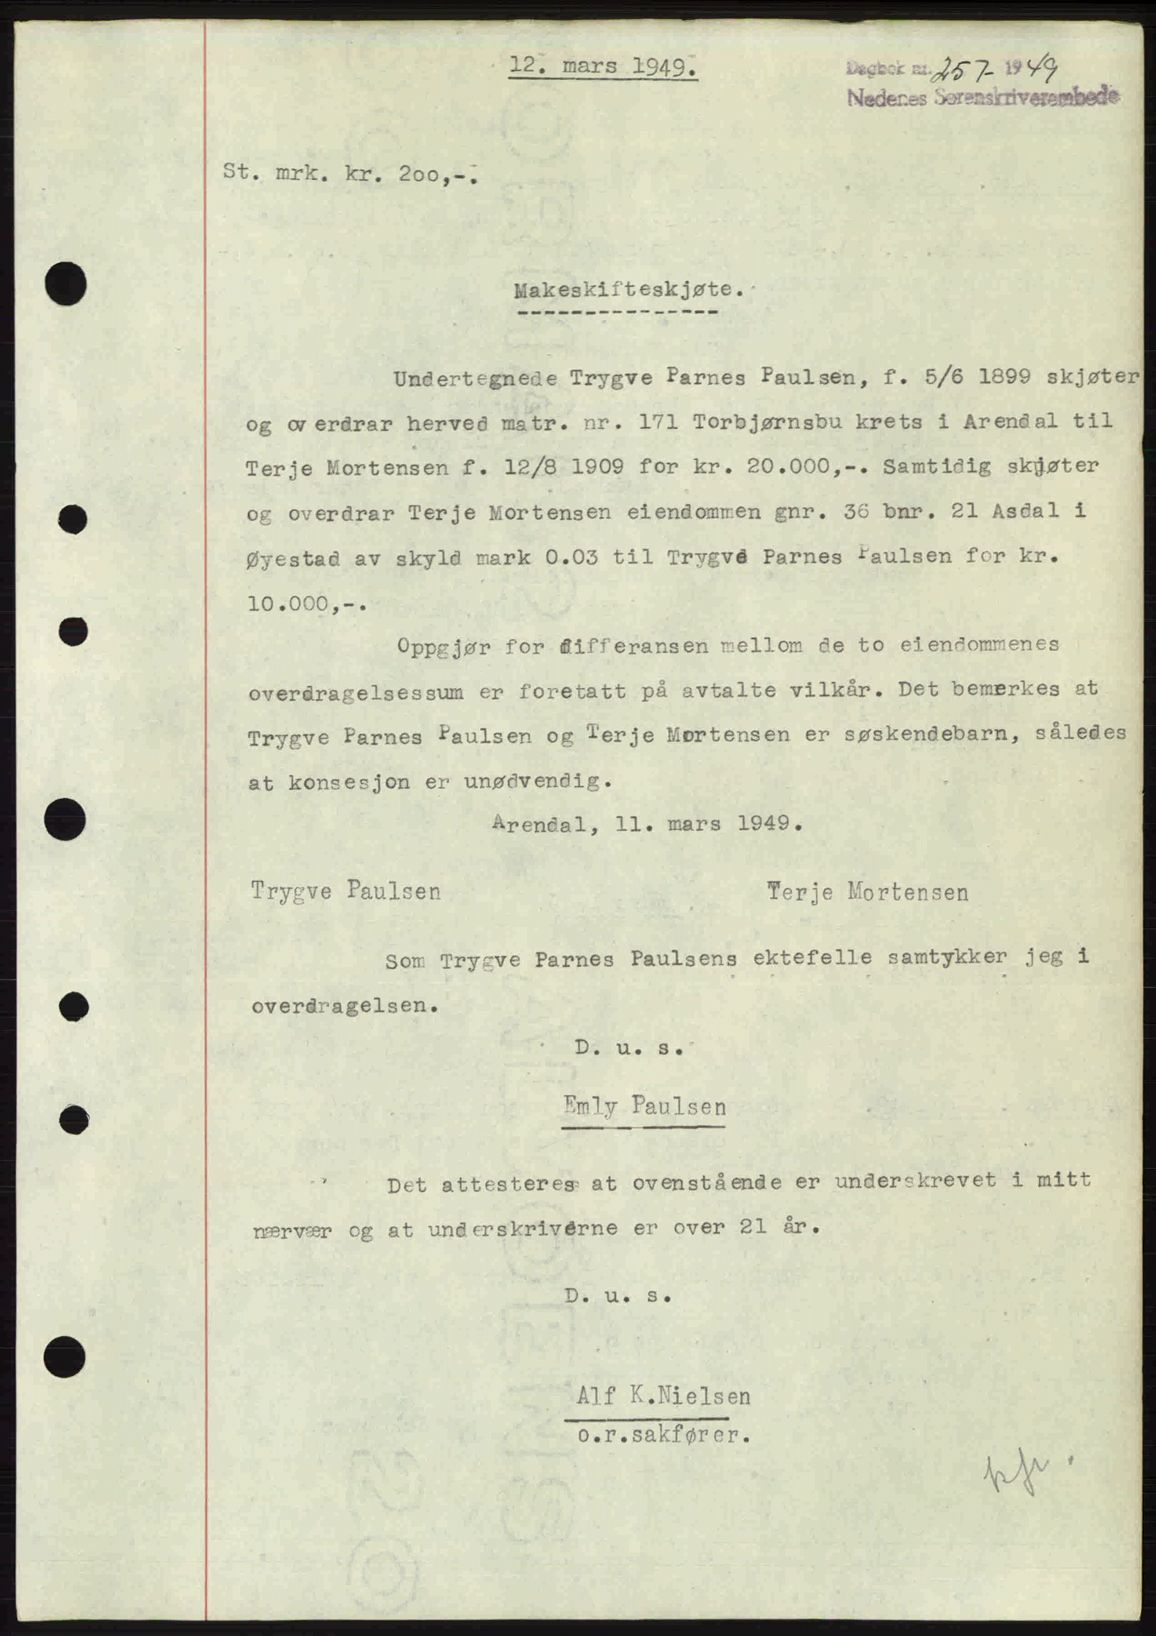 12. mars 1949.
Dagbok nr. 257- 1949
Nedenes Sorenskriverembede
St. mrk. kr. 200,-.
Makeskifteskjøte.
Undertegnede Trygve Parnes Paulsen, f. 5/6 1899 skjøter
og overdrar herved matr. nr. 171 Torbjørnsbu krets i Arendal til
Terje Mortensen f. 12/8 1909 for kr. 20.000,-. Samtidig skjøter
og overdrar Terje Mortensen eiendommen gnr. 36 bnr. 21 Asdal i
Øyestad av skyld mark 0.03 til Trygve Parnes Paulsen for kr.
10.000,-.
Oppgjør for differansen mellom de to eiendommenes
overdragelsessum er foretatt på avtalte vilkår. Det bemerkes at
Trygve Parnes Paulsen og Terje Mortensen er søskendebarn, således
at konsesjon er unødvendig.
Arendal, 11. mars 1949.
Trygve Paulsen Terje Mortensen
Som Trygve Parnes Paulsens ektefelle samtykker jeg i
overdragelsen.
D. u. s.
Emly Paulsen
Det attesteres at ovenstående er underskrevet i mitt
nærvær og at underskriverne er over 21 år.
D. u. s.
Alf K.Nielsen
o.r.sakfører.